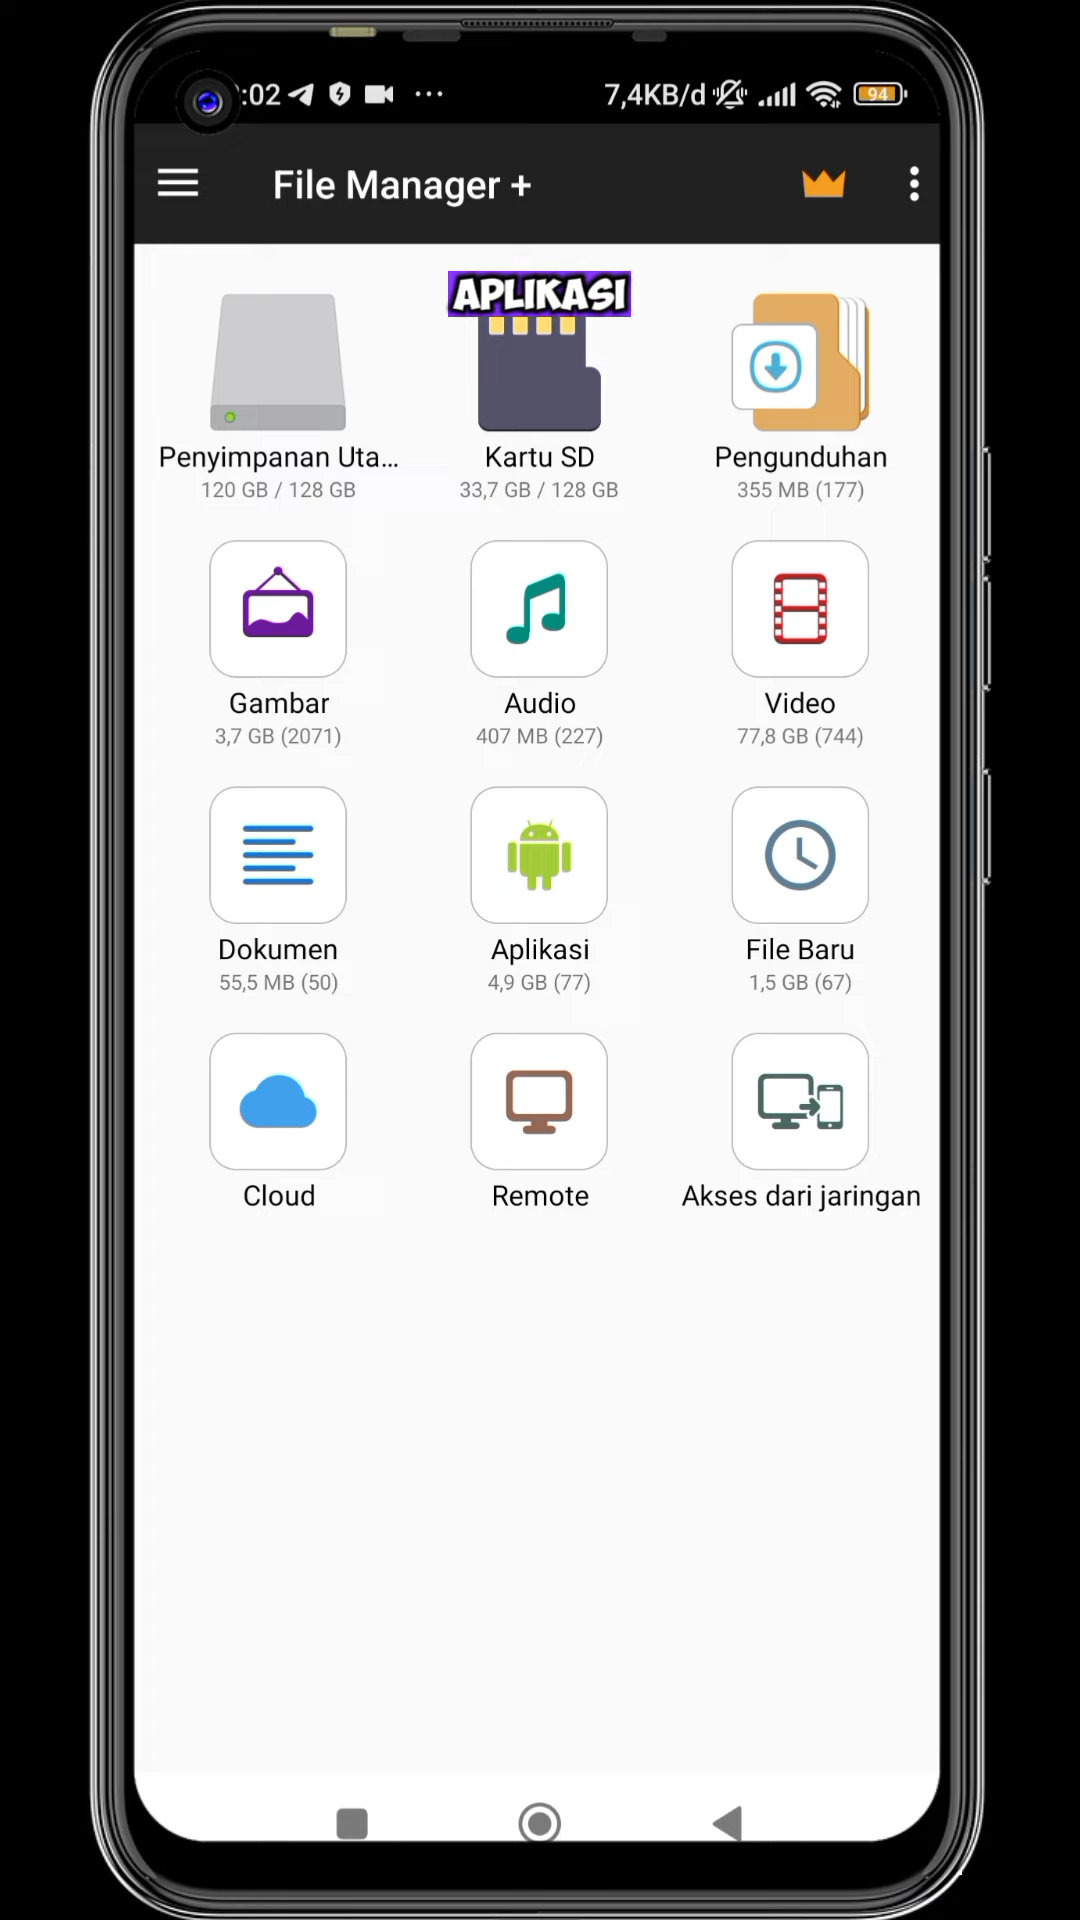 :02 ... 7,4KB/d 94
File Manager +
APLIKASI
Penyimpanan Uta... Kartu SD Pengunduhan
120 GB / 128 GB 33,7 GB / 128 GB 355 MB (177)
Gambar Audio Video
3,7 GB (2071) 407 MB (227) 77,8 GB (744)
Dokumen Aplikasi File Baru
55,5 MB (50) 4,9 GB (77) 1,5 GB (67)
Cloud Remote Akses dari jaringan